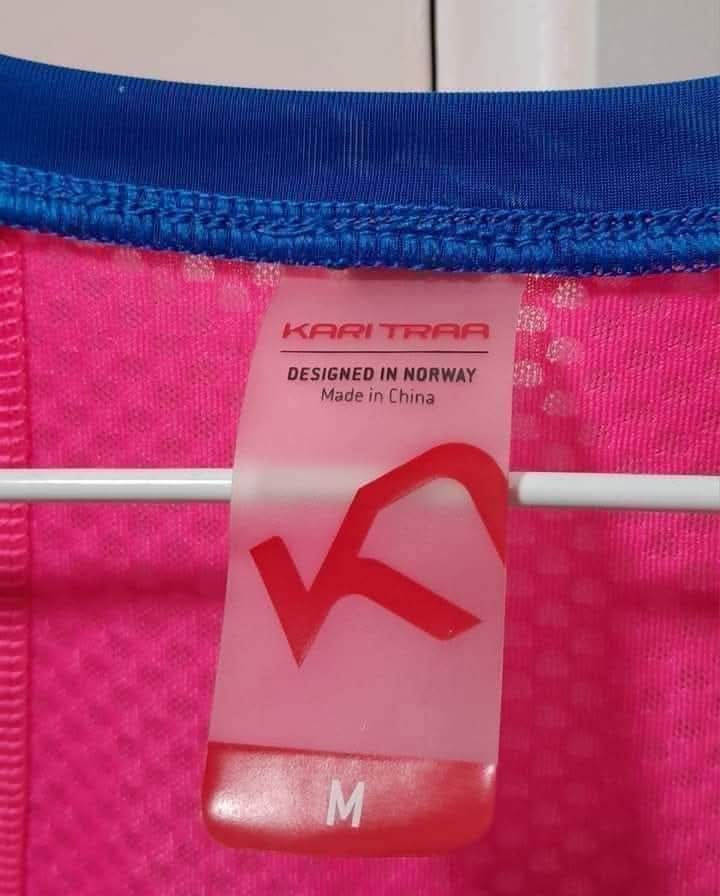 KARI TRAA
DESIGNED IN NORWAY
Made in China
M